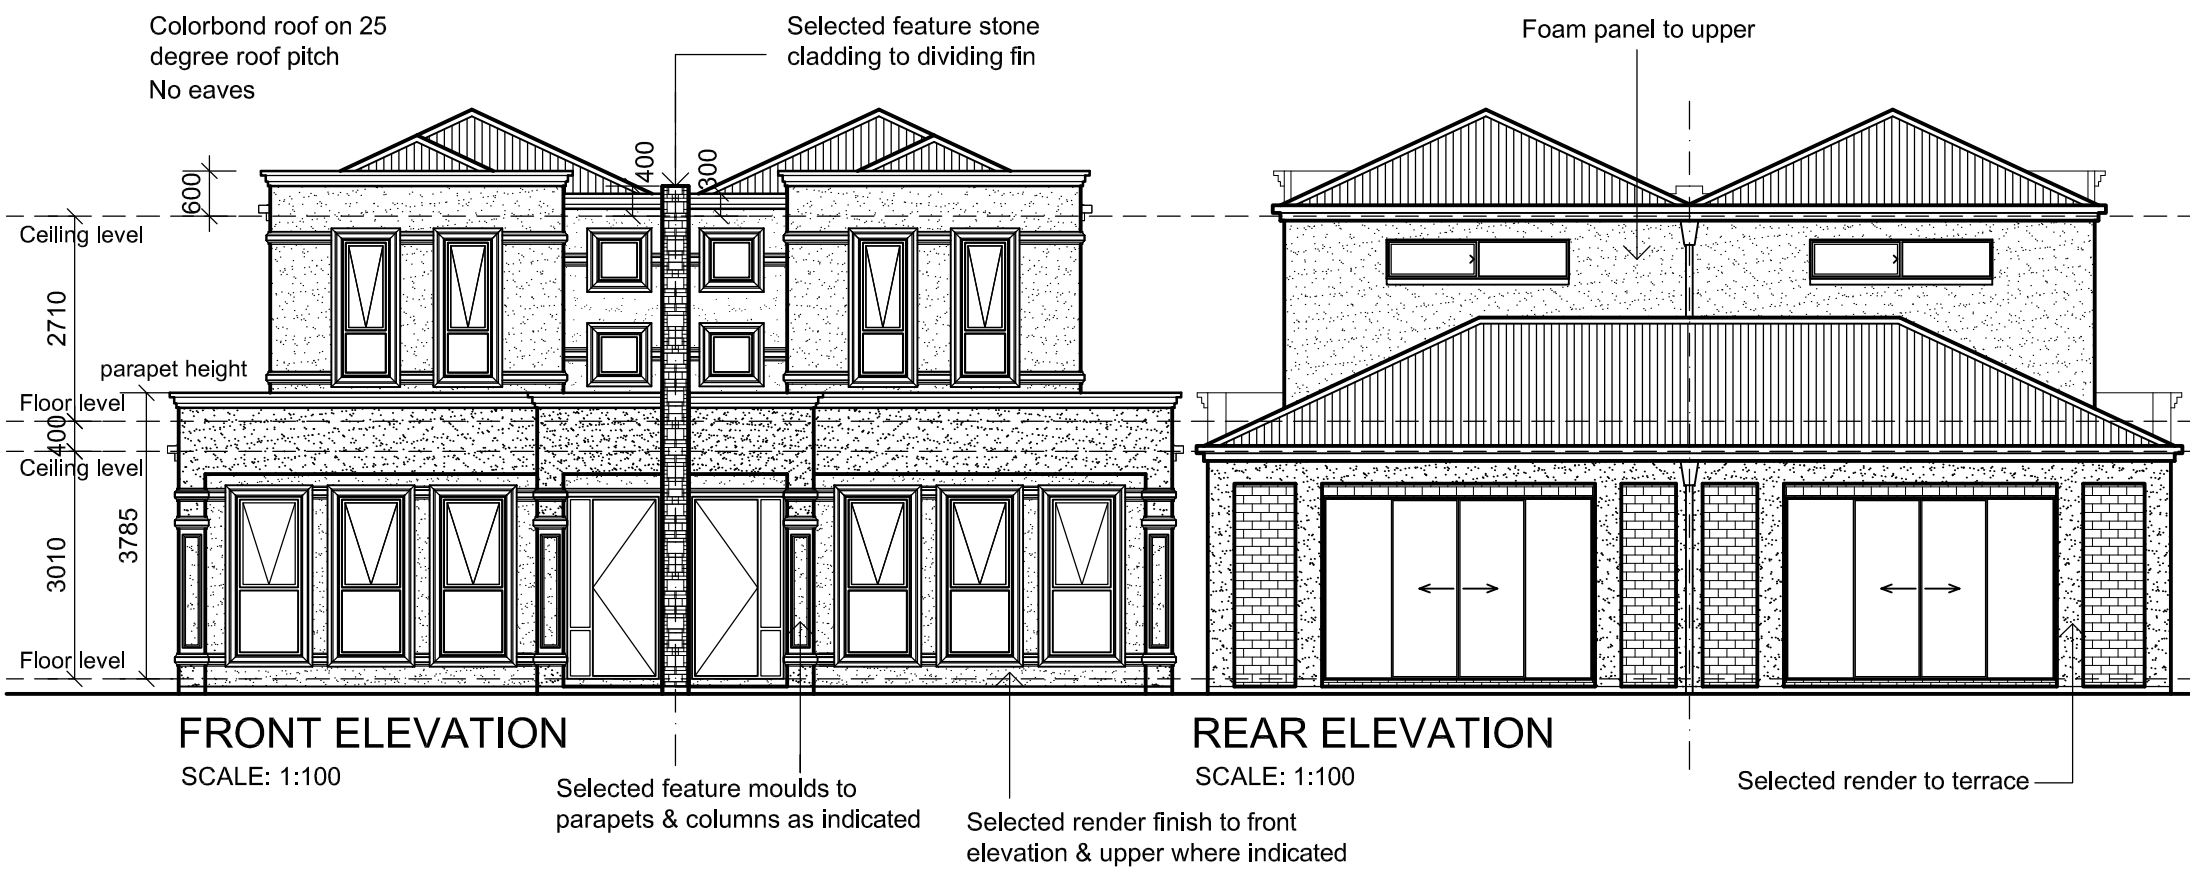 Colorbond roof on 25
degree roof pitch
No eaves
Selected feature stone
cladding to dividing fin
Foam panel to upper
600
400
300
Ceiling level
2710
parapet height
Floor level
400
Ceiling level
3010
3785
Floor level
FRONT ELEVATION
SCALE: 1:100
REAR ELEVATION
SCALE: 1:100
Selected feature moulds to
parapets & columns as indicated
Selected render finish to front
elevation & upper where indicated
Selected render to terrace